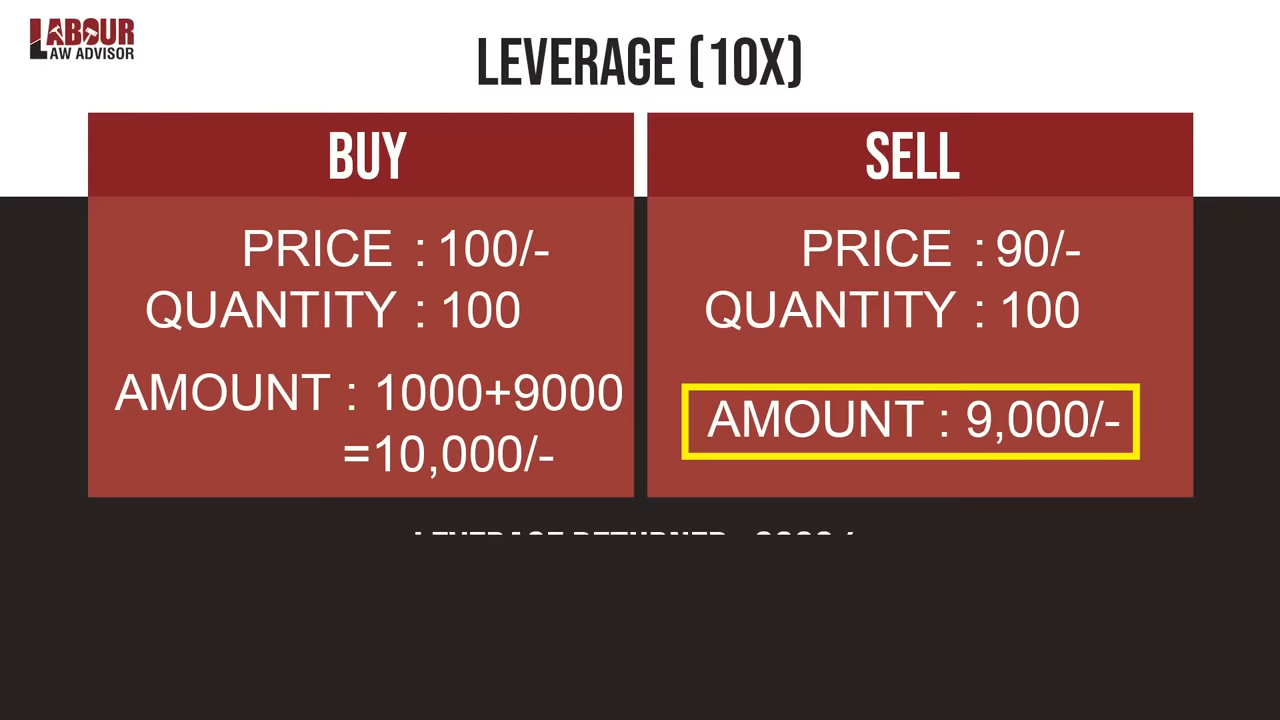 LABOUR
LAW ADVISOR
LEVERAGE (10X)
BUY
PRICE : 100/-
QUANTITY : 100
AMOUNT : 1000+9000
=10,000/-
SELL
PRICE : 90/-
QUANTITY : 100
AMOUNT : 9,000/-